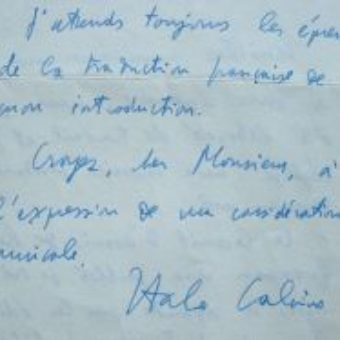 J'attends toujours les épre
de la traduction française de
mon introduction.
Croyez, cher Monsieur, à
l'expression de ma considération
amicale.
Italo Calvino